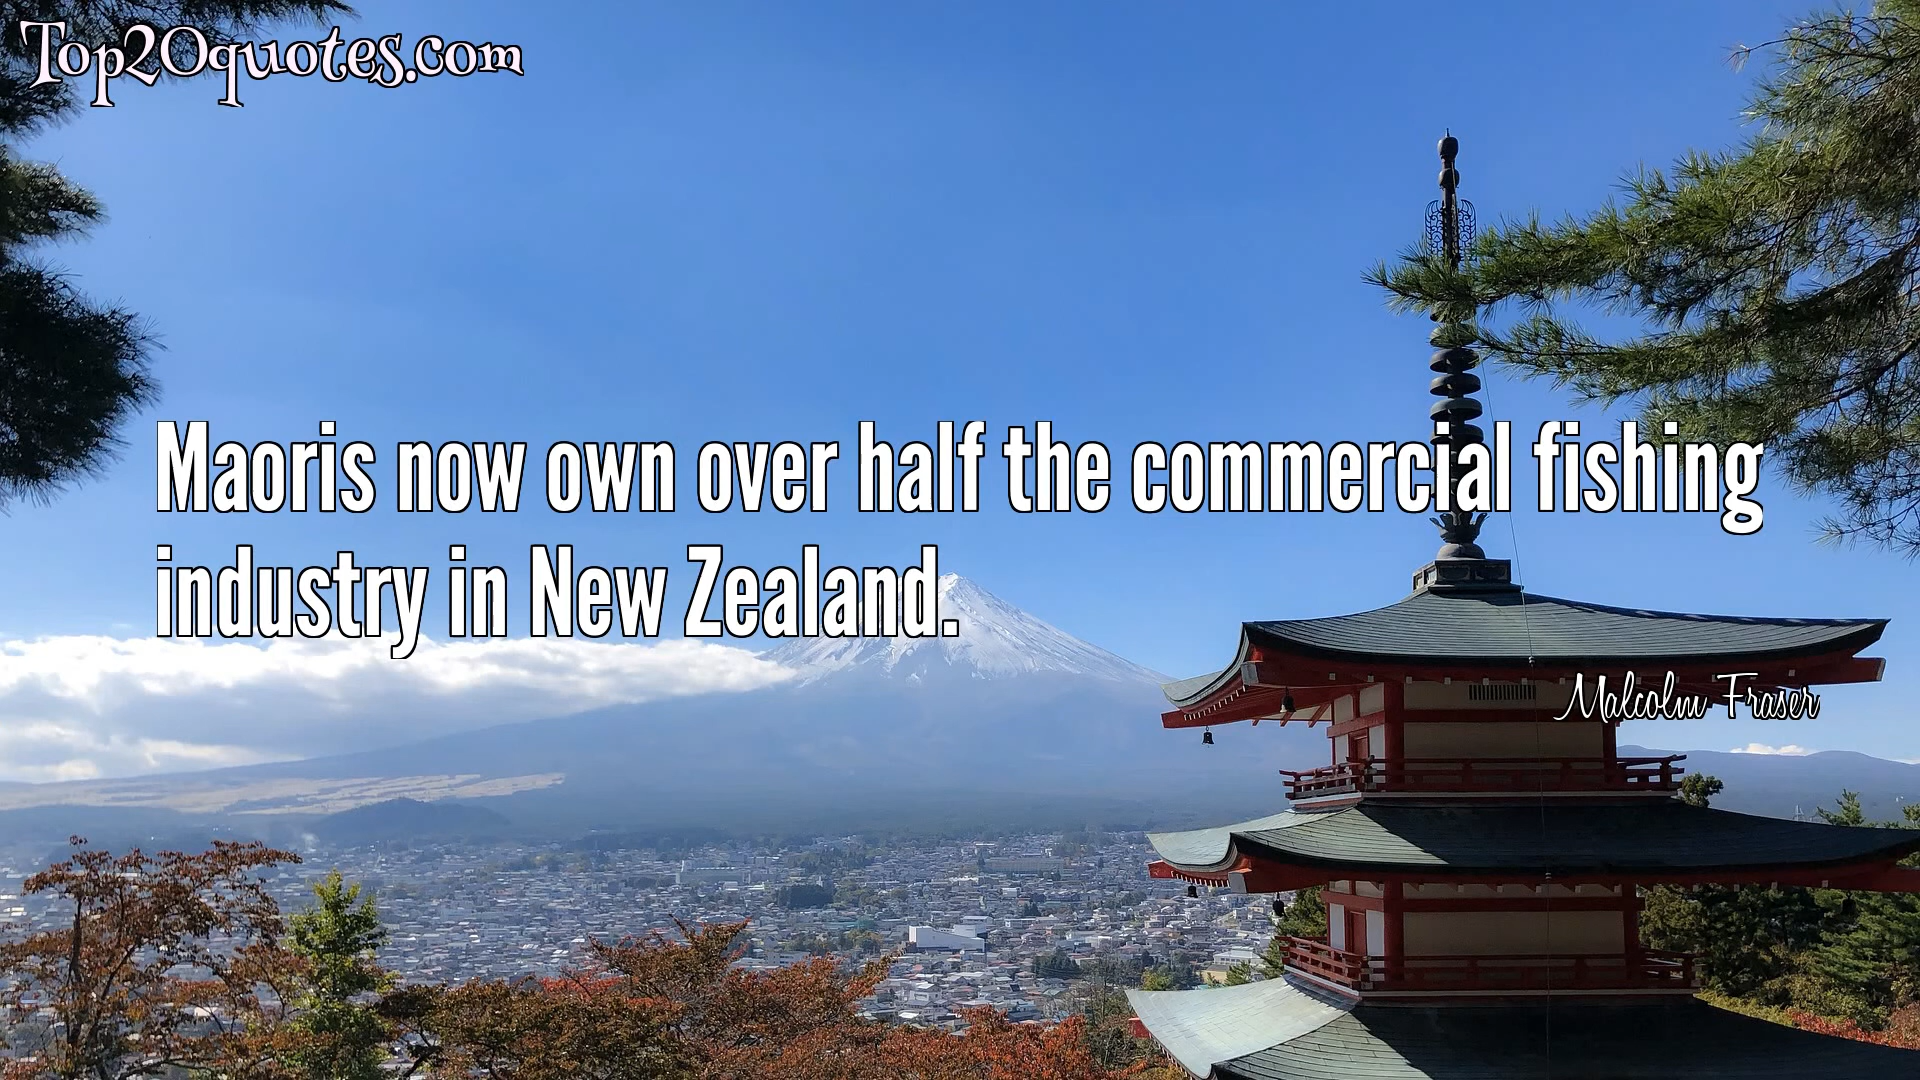 Top20quotes.com
Maoris now own over half the commercial fishing
industry in New Zealand.
Malcolm Fraser